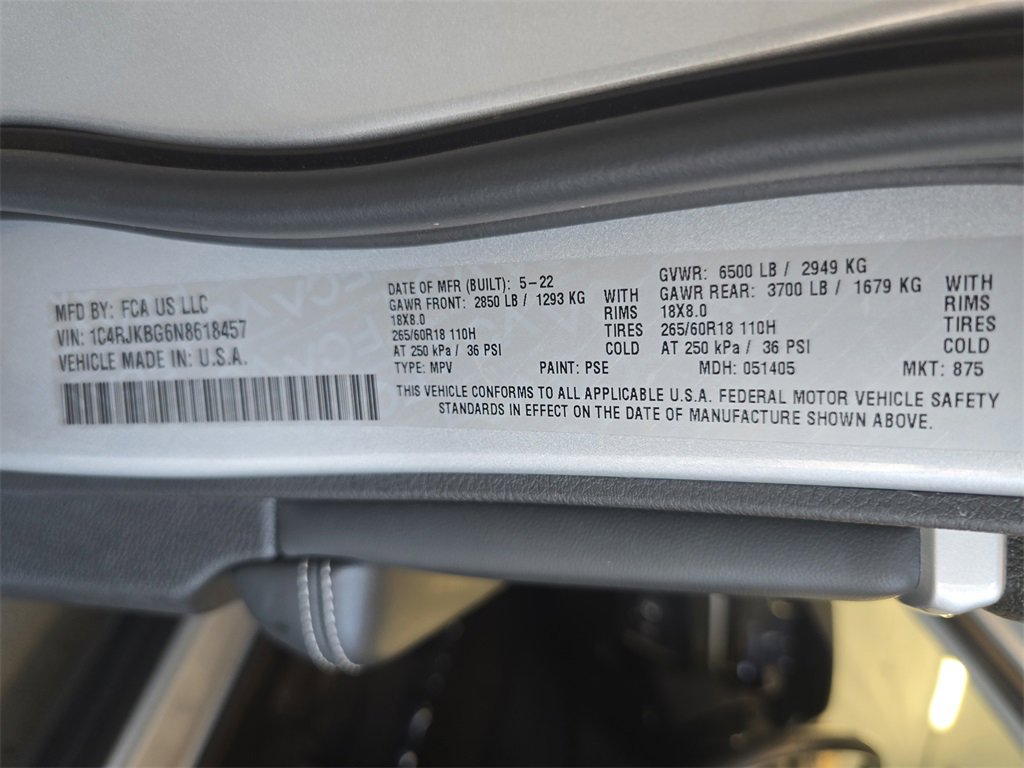 MFD BY: FCA US LLC
VIN: 1C4RJKBG6N8618457
VEHICLE MADE IN: U.S.A.
DATE OF MFR (BUILT): 5-22
GAWR FRONT: 2850 LB / 1293 KG WITH
18X8.0 RIMS
265/60R18 110H TIRES
AT 250 kPa / 36 PSI COLD
GVWR: 6500 LB / 2949 KG
GAWR REAR: 3700 LB / 1679 KG WITH
18X8.0 RIMS
265/60R18 110H TIRES
AT 250 kPa / 36 PSI COLD
TYPE: MPV PAINT: PSE MDH: 051405 MKT: 875
THIS VEHICLE CONFORMS TO ALL APPLICABLE U.S.A. FEDERAL MOTOR VEHICLE SAFETY
STANDARDS IN EFFECT ON THE DATE OF MANUFACTURE SHOWN ABOVE.